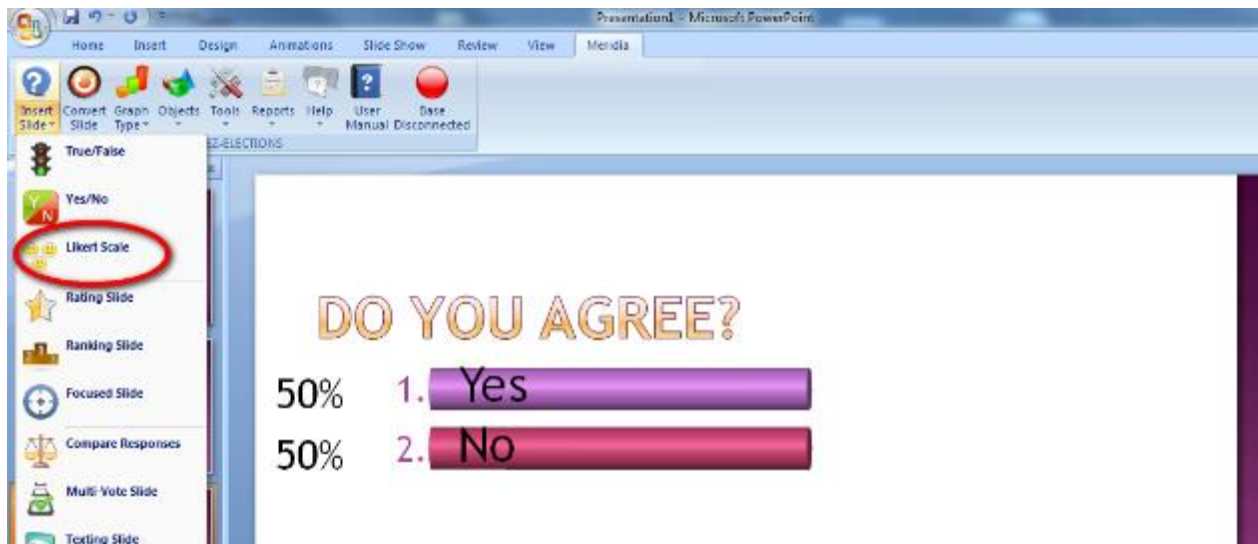 Presentation1 - Microsoft PowerPoint
Home Insert Design Animations Slide Show Review View Meridia
Insert Slide Convert Slide Graph Type Objects Tools Reports Help User Manual Base Disconnected
EZ-ELECTIONS
True/False
Yes/No
Y
N
Likert Scale
Rating Slide
Ranking Slide
Focused Slide
Compare Responses
Multi-Vote Slide
Texting Slide
DO YOU AGREE?
50% 1. Yes
50% 2. No